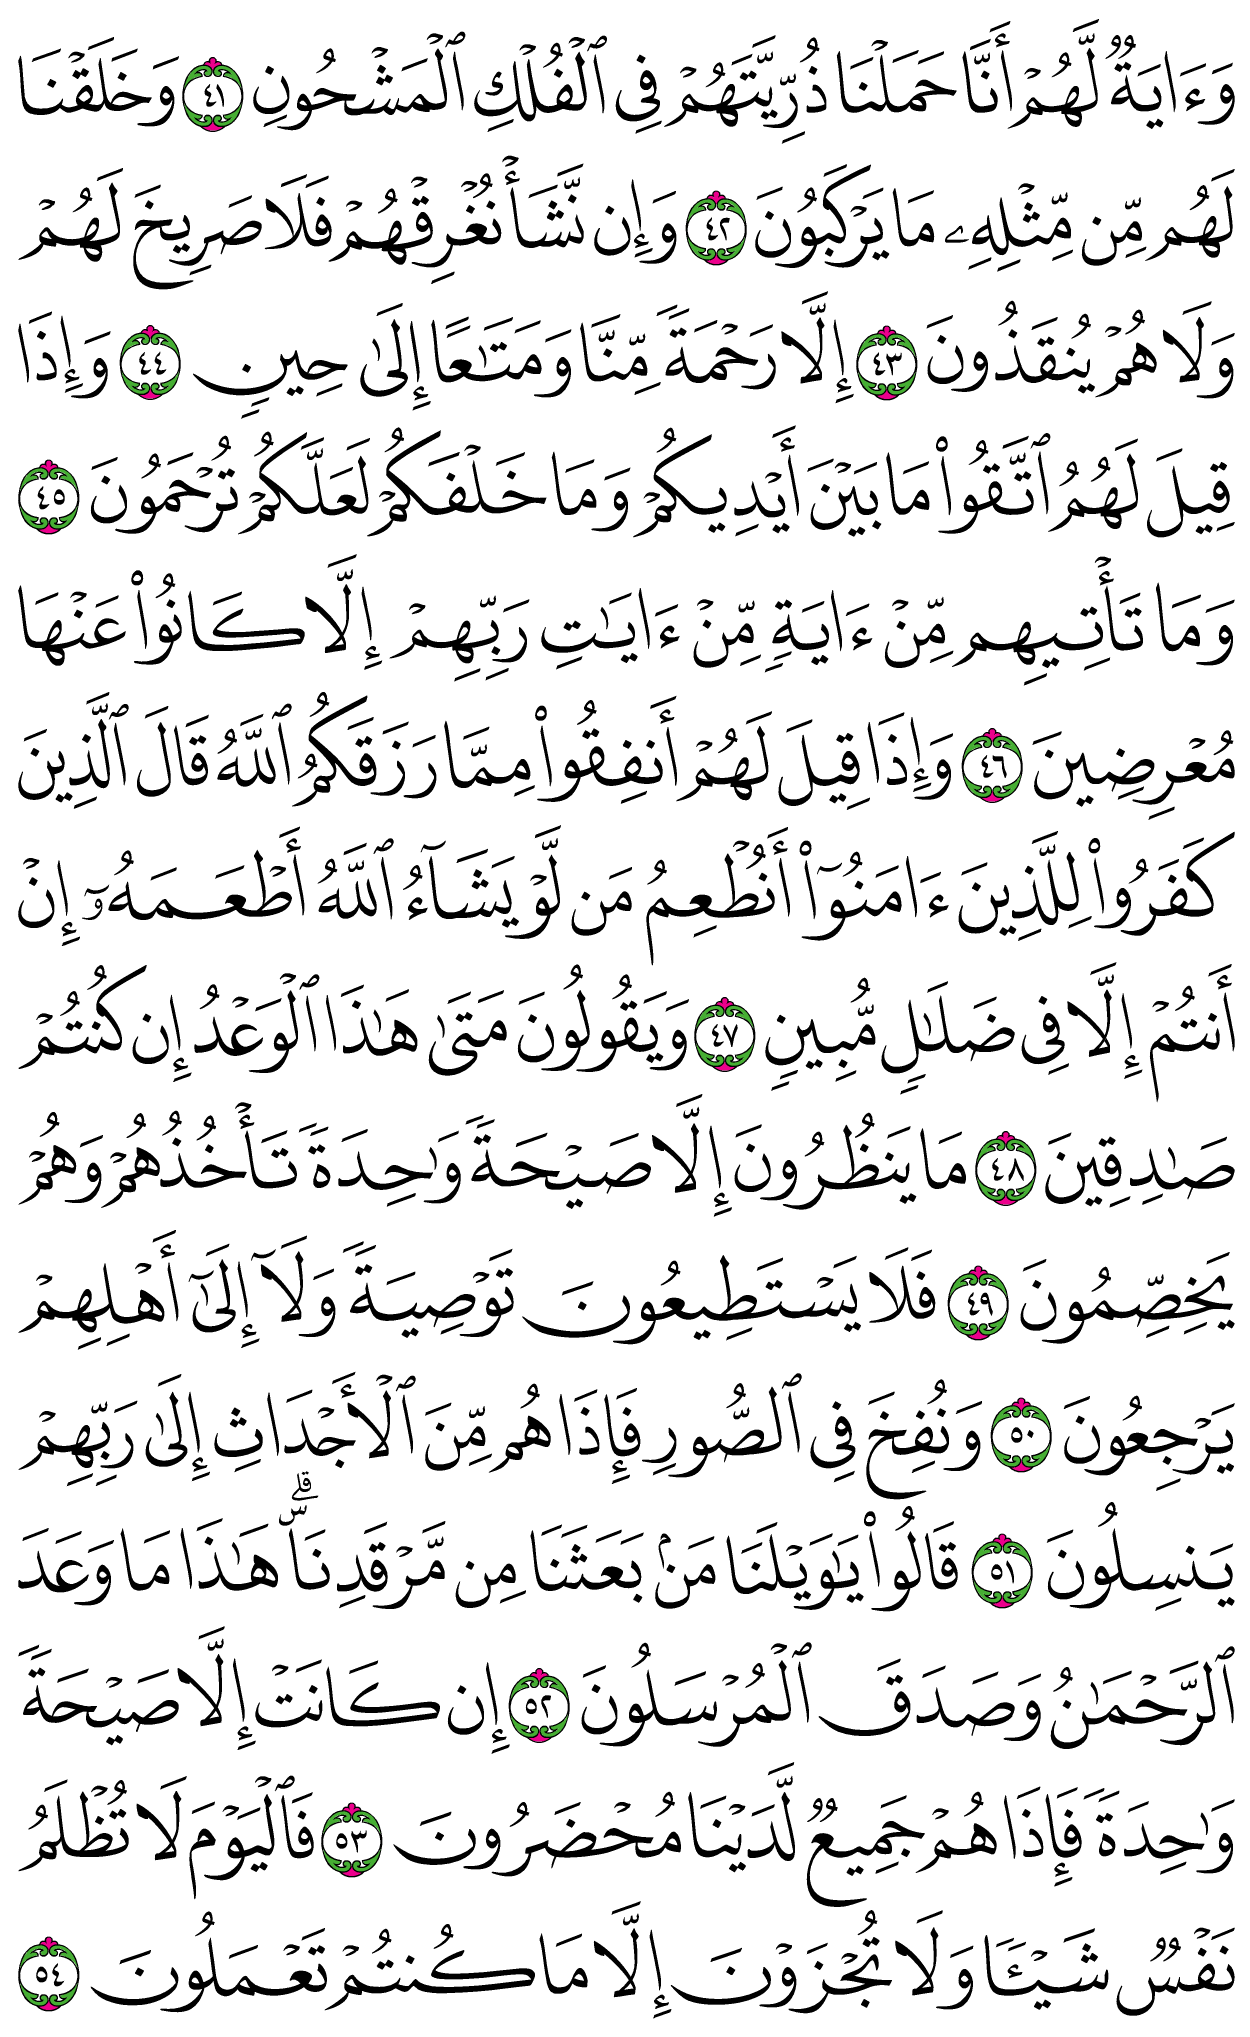 وَءَايَةٌ لَّهُمْ أَنَّا حَمَلْنَا ذُرِّيَّتَهُمْ فِى ٱلْفُلْكِ ٱلْمَشْحُونِ ٤١ وَخَلَقْنَا
لَهُم مِّن مِّثْلِهِۦ مَا يَرْكَبُونَ ٤٢ وَإِن نَّشَأْ نُغْرِقْهُمْ فَلَا صَرِيخَ لَهُمْ
وَلَا هُمْ يُنقَذُونَ ٤٣ إِلَّا رَحْمَةً مِّنَّا وَمَتَـٰعًا إِلَىٰ حِينٍ ٤٤ وَإِذَا
قِيلَ لَهُمُ ٱتَّقُوا۟ مَا بَيْنَ أَيْدِيكُمْ وَمَا خَلْفَكُمْ لَعَلَّكُمْ تُرْحَمُونَ ٤٥
وَمَا تَأْتِيهِم مِّنْ ءَايَةٍ مِّنْ ءَايَـٰتِ رَبِّهِمْ إِلَّا كَانُوا۟ عَنْهَا
مُعْرِضِينَ ٤٦ وَإِذَا قِيلَ لَهُمْ أَنفِقُوا۟ مِمَّا رَزَقَكُمُ ٱللَّهُ قَالَ ٱلَّذِينَ
كَفَرُوا۟ لِلَّذِينَ ءَامَنُوٓا۟ أَنُطْعِمُ مَن لَّوْ يَشَآءُ ٱللَّهُ أَطْعَمَهُۥٓ إِنْ
أَنتُمْ إِلَّا فِى ضَلَـٰلٍ مُّبِينٍ ٤٧ وَيَقُولُونَ مَتَىٰ هَـٰذَا ٱلْوَعْدُ إِن كُنتُمْ
صَـٰدِقِينَ ٤٨ مَا يَنظُرُونَ إِلَّا صَيْحَةً وَٰحِدَةً تَأْخُذُهُمْ وَهُمْ
يَخِصِّمُونَ ٤٩ فَلَا يَسْتَطِيعُونَ تَوْصِيَةً وَلَآ إِلَىٰٓ أَهْلِهِمْ
يَرْجِعُونَ ٥٠ وَنُفِخَ فِى ٱلصُّورِ فَإِذَا هُم مِّنَ ٱلْأَجْدَاثِ إِلَىٰ رَبِّهِمْ
يَنسِلُونَ ٥١ قَالُوا۟ يَـٰوَيْلَنَا مَنۢ بَعَثَنَا مِن مَّرْقَدِنَا ۜ ۗ هَـٰذَا مَا وَعَدَ
ٱلرَّحْمَـٰنُ وَصَدَقَ ٱلْمُرْسَلُونَ ٥٢ إِن كَانَتْ إِلَّا صَيْحَةً
وَٰحِدَةً فَإِذَا هُمْ جَمِيعٌ لَّدَيْنَا مُحْضَرُونَ ٥٣ فَٱلْيَوْمَ لَا تُظْلَمُ
نَفْسٌ شَيْـًٔا وَلَا تُجْزَوْنَ إِلَّا مَا كُنتُمْ تَعْمَلُونَ ٥٤